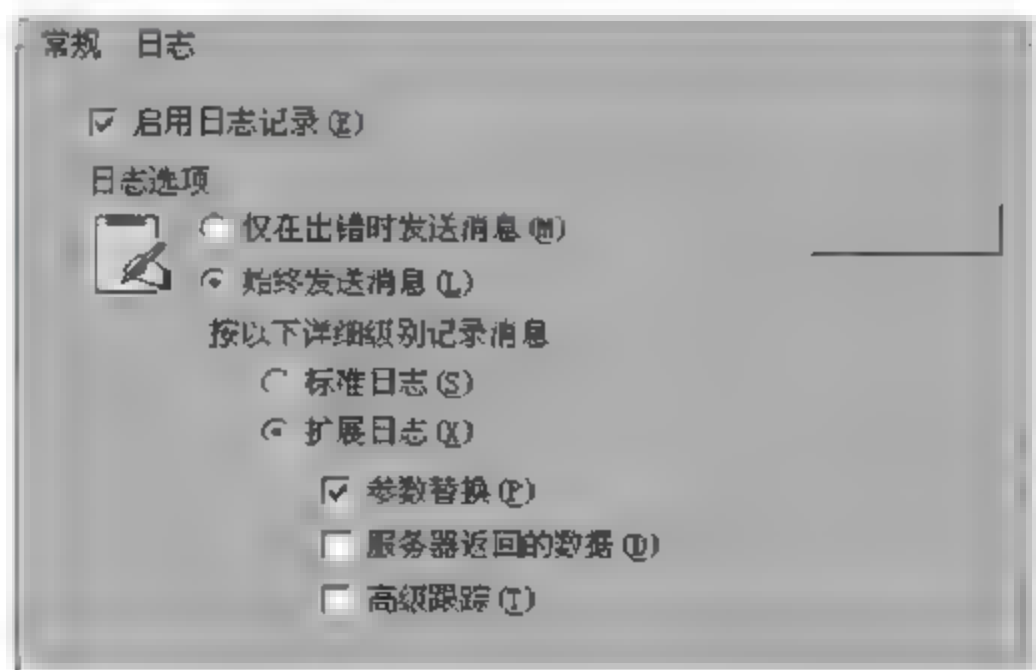 常规 日志
启用日志记录(E)
日志选项
仅在出错时发送消息(M)
始终发送消息(L)
按以下详细级别记录消息
标准日志(S)
扩展日志(X)
参数替换(P)
服务器返回的数据(D)
高级跟踪(T)